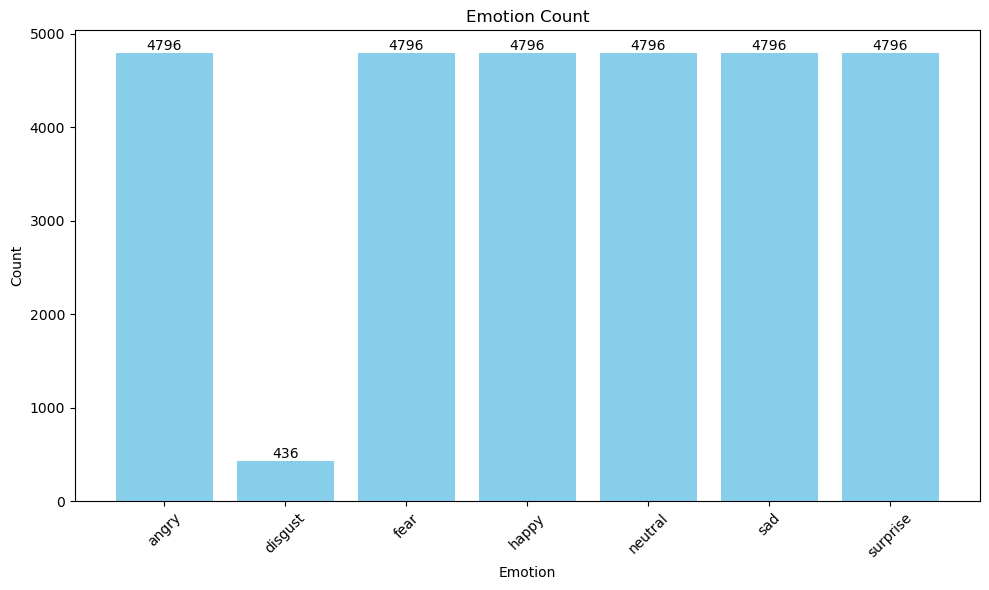 Emotion Count
Count
5000
4000
3000
2000
1000
0
4796
436
4796
4796
4796
4796
4796
angry
disgust
fear
happy
neutral
sad
surprise
Emotion